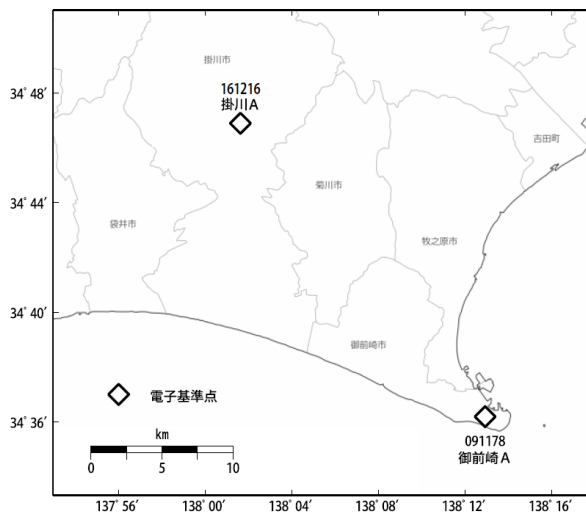 掛川市
34° 48′
161216
掛川A
吉田町
34° 44′
菊川市
袋井市
牧之原市
34° 40′
御前崎市
電子基準点
34° 36′
km
0 5 10
091178
御前崎A
137° 56′ 138° 00′ 138° 04′ 138° 08′ 138° 12′ 138° 16′